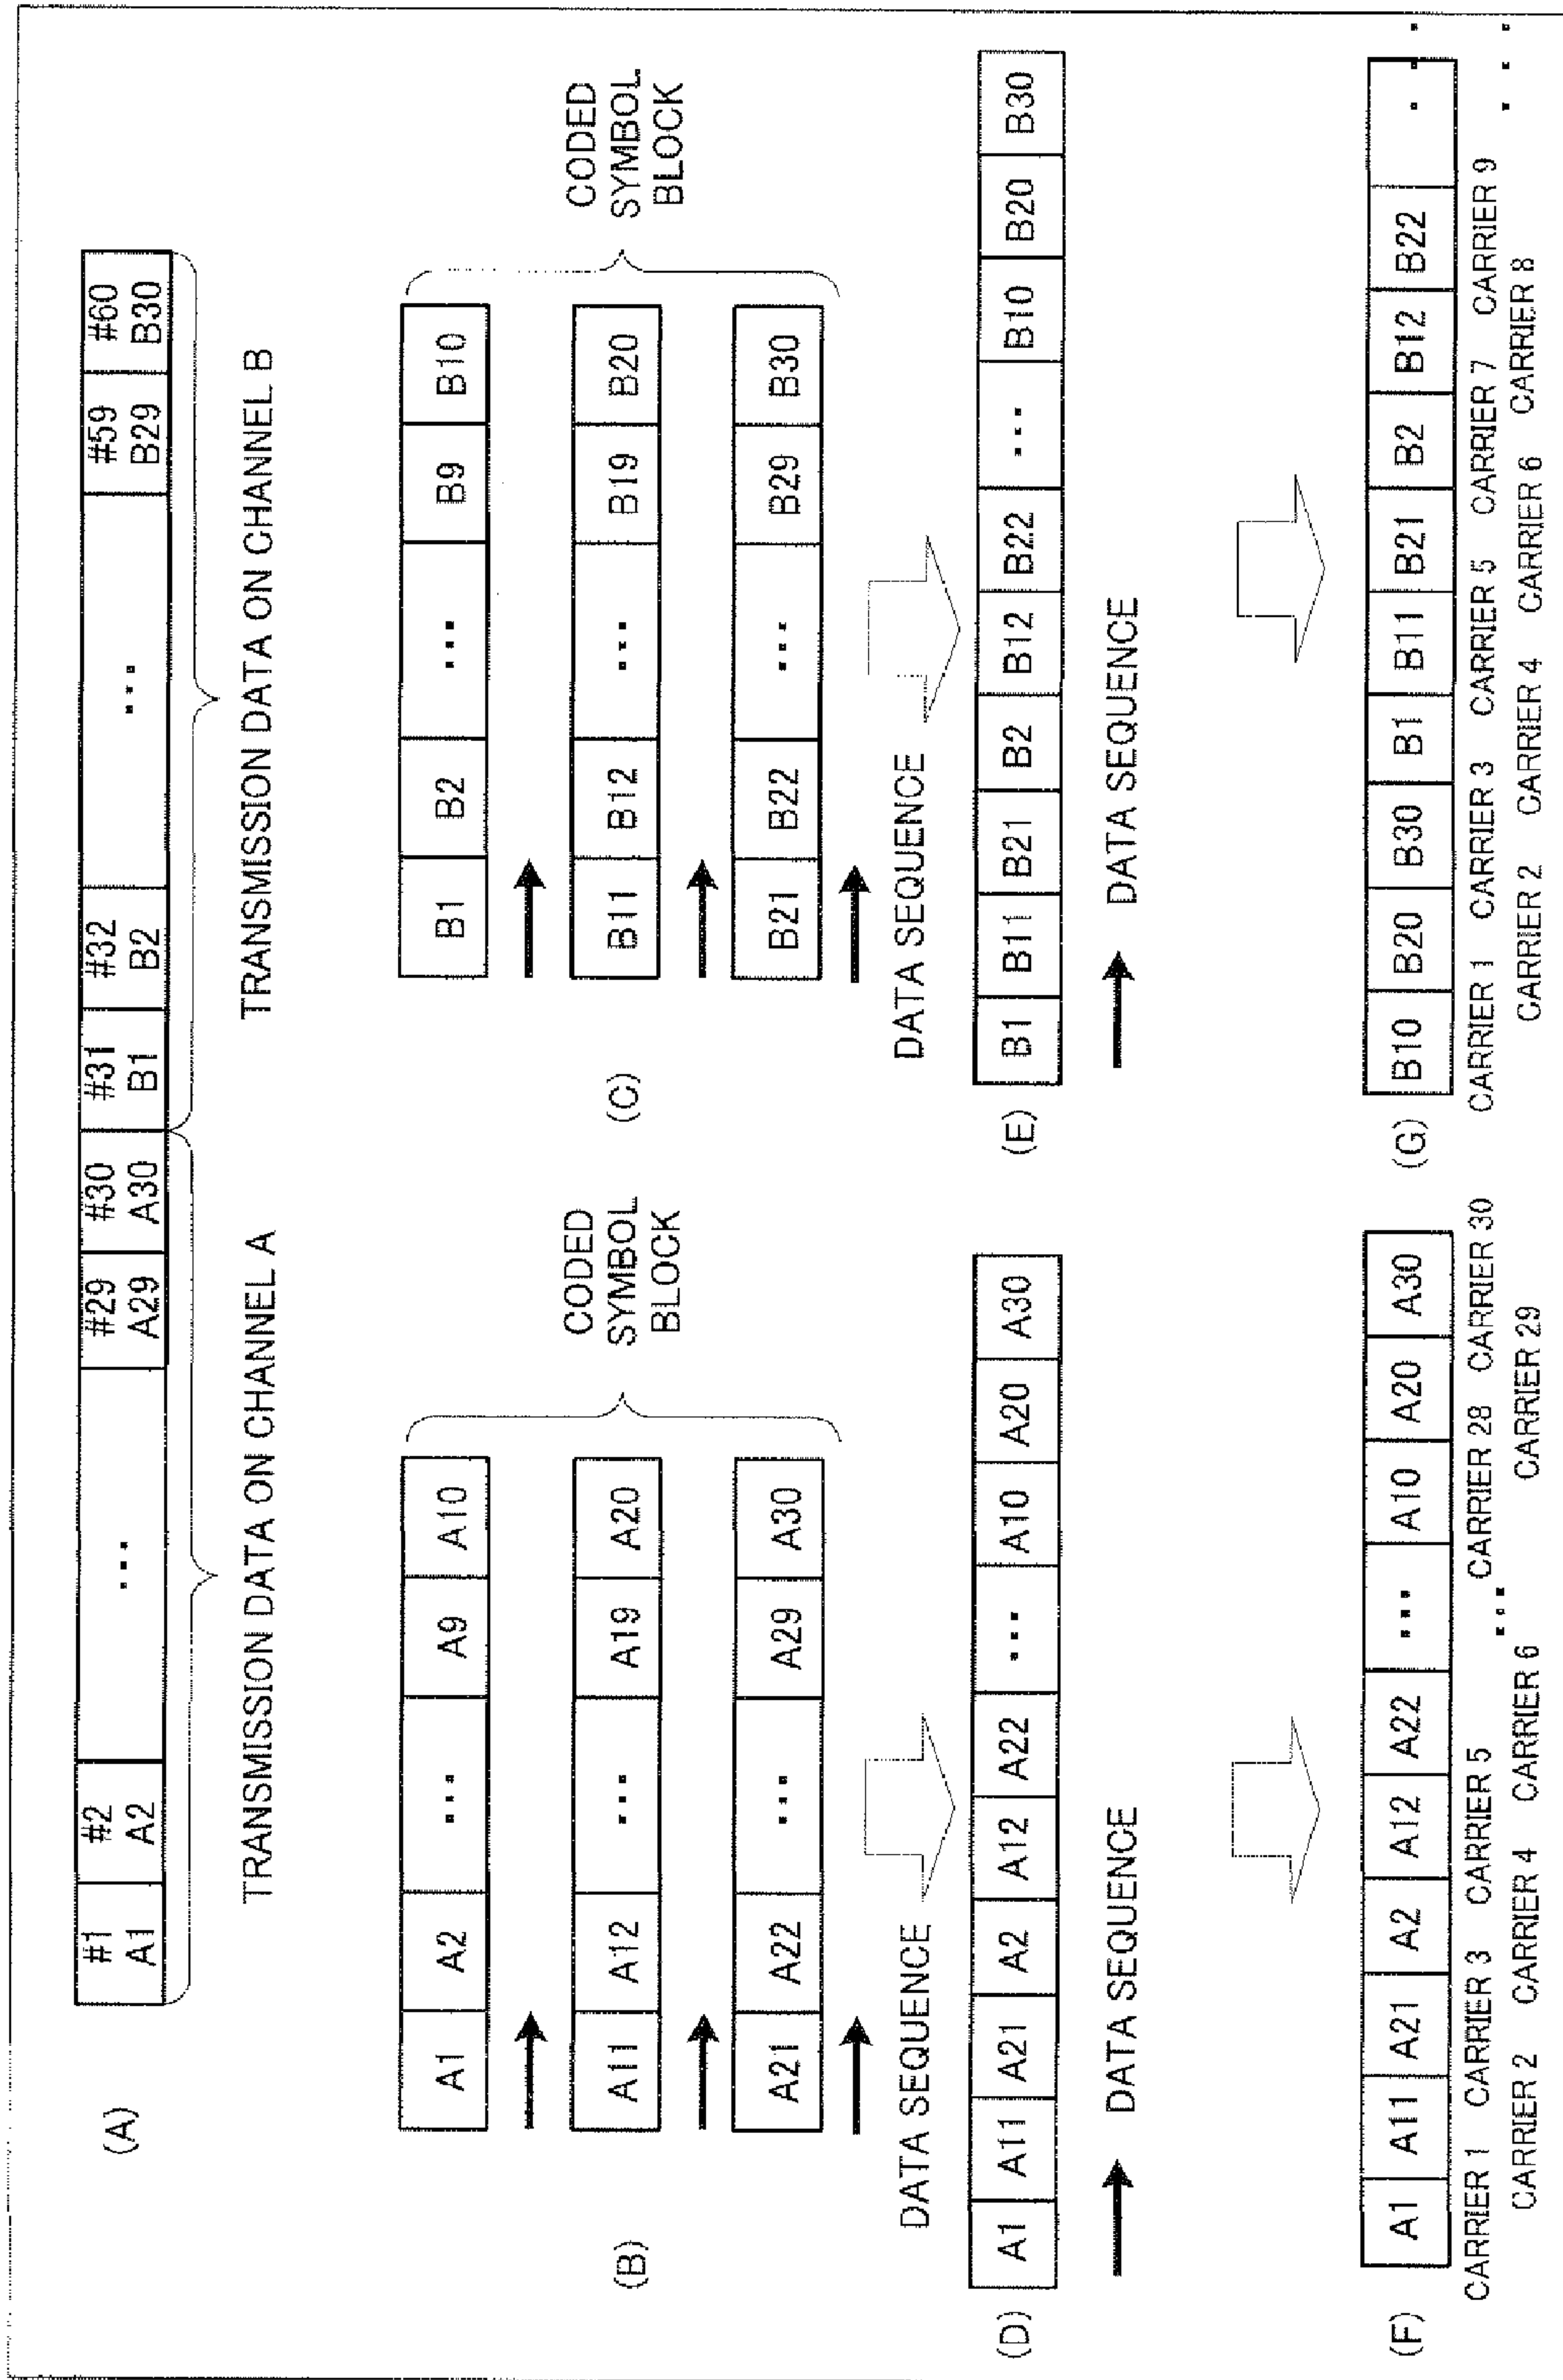 (A)
#1 #2 ... #29 #30 #31 #32 ... #59 #60
A1 A2 A29 A30 B1 B2 B29 B30
TRANSMISSION DATA ON CHANNEL A
TRANSMISSION DATA ON CHANNEL B
(B)
A1 A2 ... A9 A10
A11 A12 ... A19 A20
A21 A22 ... A29 A30
CODED
SYMBOL
BLOCK
DATA SEQUENCE
(C)
B1 B2 ... B9 B10
B11 B12 ... B19 B20
B21 B22 ... B29 B30
CODED
SYMBOL
BLOCK
DATA SEQUENCE
(D)
A1 A11 A21 A2 A12 A22 ... A10 A20 A30
DATA SEQUENCE
(E)
B1 B11 B21 B2 B12 B22 ... B10 B20 B30
DATA SEQUENCE
(F)
A1 A11 A21 A2 A12 A22 ... A10 A20 A30
CARRIER 1 CARRIER 3 CARRIER 5 CARRIER 28 CARRIER 30
CARRIER 2 CARRIER 4 CARRIER 6 ... CARRIER 29
(G)
B10 B20 B30 B1 B11 B21 B2 B12 B22 ...
CARRIER 1 CARRIER 3 CARRIER 5 CARRIER 7 CARRIER 9 ...
CARRIER 2 CARRIER 4 CARRIER 6 CARRIER 8